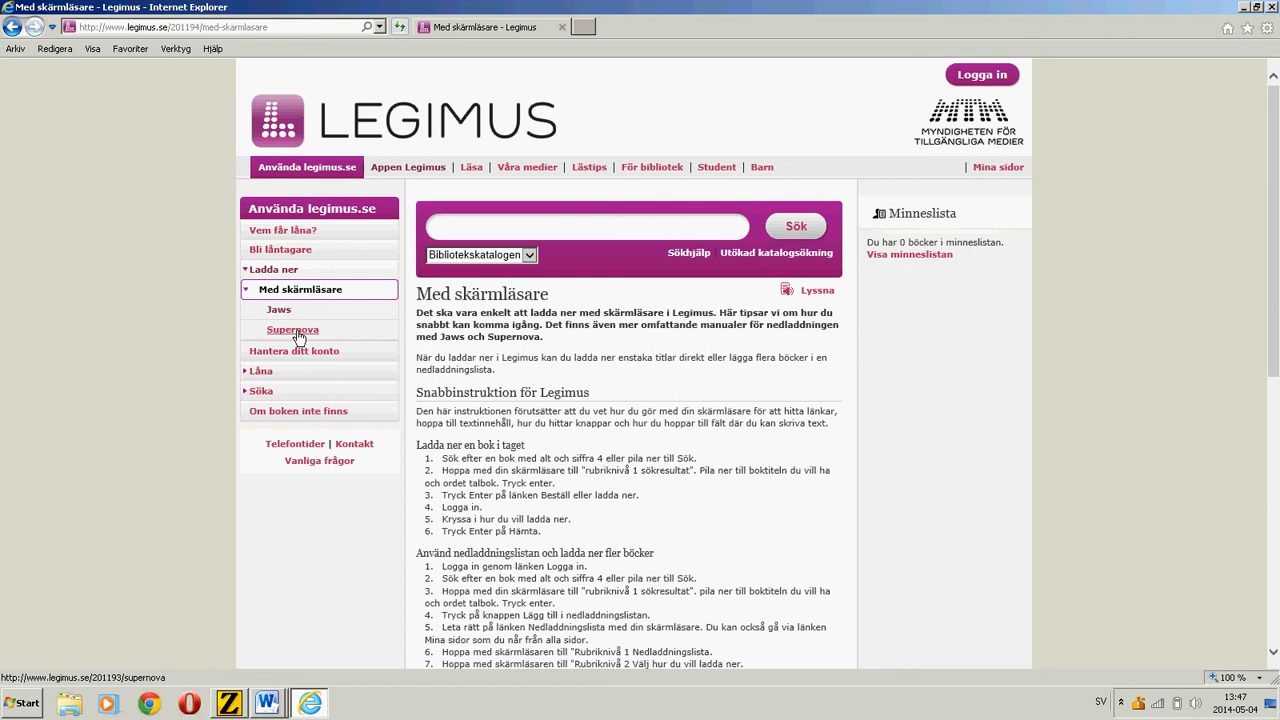 Med skärmläsare - Legimus - Internet Explorer
http://www.legimus.se/201194/med-skarmlasare
Med skärmläsare - Legimus
Arkiv Redigera Visa Favoriter Verktyg Hjälp
Logga in
LEGIMUS
MYNDIGHETEN FÖR
TILLGÄNGLIGA MEDIER
Använda legimus.se Appen Legimus | Läsa | Våra medier | Lästips | För bibliotek | Student | Barn | Mina sidor
Använda legimus.se
Vem får låna?
Bli låntagare
Ladda ner
Med skärmläsare
Jaws
Supernova
Hantera ditt konto
Låna
Söka
Om boken inte finns
Telefontider | Kontakt
Vanliga frågor
Sök
Bibliotekskatalogen
Sökhjälp Utökad katalogsökning
Med skärmläsare
Lyssna
Det ska vara enkelt att ladda ner med skärmläsare i Legimus. Här tipsar vi om hur du
snabbt kan komma igång. Det finns även mer omfattande manualer för nedladdningen
med Jaws och Supernova.
När du laddar ner i Legimus kan du ladda ner enstaka titlar direkt eller lägga flera böcker i en
nedladdningslista.
Snabbinstruktion för Legimus
Den här instruktionen förutsätter att du vet hur du gör med din skärmläsare för att hitta länkar,
hoppa till textinnehåll, hur du hittar knappar och hur du hoppar till fält där du kan skriva text.
Ladda ner en bok i taget
1. Sök efter en bok med alt och siffra 4 eller pila ner till Sök.
2. Hoppa med din skärmläsare till "rubriknivå 1 sökresultat". Pila ner till boktiteln du vill ha
och ordet talbok. Tryck enter.
3. Tryck Enter på länken Beställ eller ladda ner.
4. Logga in.
5. Kryssa i hur du vill ladda ner.
6. Tryck Enter på Hämta.
Använd nedladdningslistan och ladda ner fler böcker
1. Logga in genom länken Logga in.
2. Sök efter en bok med alt och siffra 4 eller pila ner till Sök.
3. Hoppa med din skärmläsare till "rubriknivå 1 sökresultat". pila ner till boktiteln du vill ha
och ordet talbok. Tryck enter.
4. Tryck på knappen Lägg till i nedladdningslistan.
5. Leta rätt på länken Nedladdningslista med din skärmläsare. Du kan också gå via länken
Mina sidor som du når från alla sidor.
6. Hoppa med skärmläsaren till "Rubriknivå 1 Nedladdningslista.
7. Hoppa med skärmläsaren till "Rubriknivå 2 Välj hur du vill ladda ner.
Minneslista
Du har 0 böcker i minneslistan.
Visa minneslistan
http://www.legimus.se/201193/supernova
100 %
Start
SV
13:47
2014-05-04